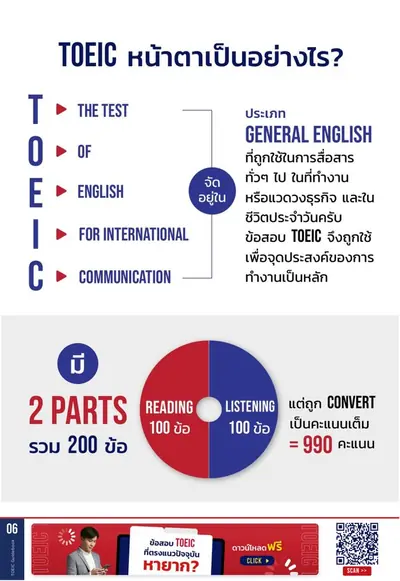 TOEIC หน้าตาเป็นอย่างไร?
T THE TEST
O OF
E ENGLISH
I FOR INTERNATIONAL
C COMMUNICATION
จัด
อยู่ใน
ประเภท
GENERAL ENGLISH
ที่ถูกใช้ในการสื่อสาร
ทั่วๆ ไป ในที่ทำงาน
หรือแวดวงธุรกิจ และใน
ชีวิตประจำวันครับ
ข้อสอบ TOEIC จึงถูกใช้
เพื่อจุดประสงค์ของการ
ทำงานเป็นหลัก
มี
2 PARTS
รวม 200 ข้อ
READING
100 ข้อ
LISTENING
100 ข้อ
แต่ถูก CONVERT
เป็นคะแนนเต็ม
= 990 คะแนน
06
TOEIC Guidebook
TOEIC
ข้อสอบ TOEIC
ที่ตรงแนวปัจจุบัน
หายาก?
ดาวน์โหลดฟรี
CLICK
TOEIC
SCAN >>